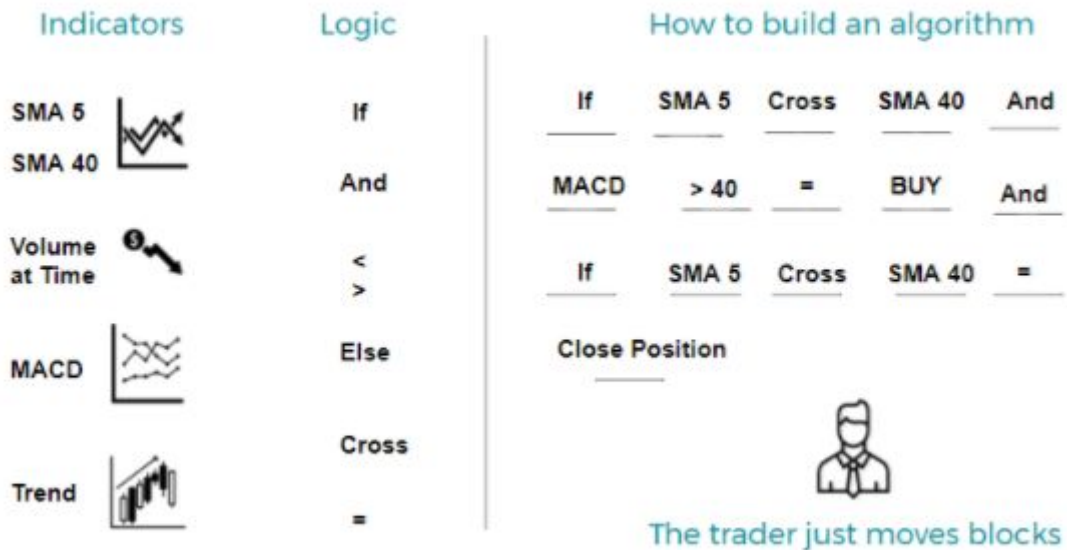 Indicators
SMA 5
SMA 40
Volume
at Time
MACD
Trend
Logic
If
And
<
>
Else
Cross
=
How to build an algorithm
If SMA 5 Cross SMA 40 And
MACD > 40 = BUY And
If SMA 5 Cross SMA 40 =
Close Position
The trader just moves blocks